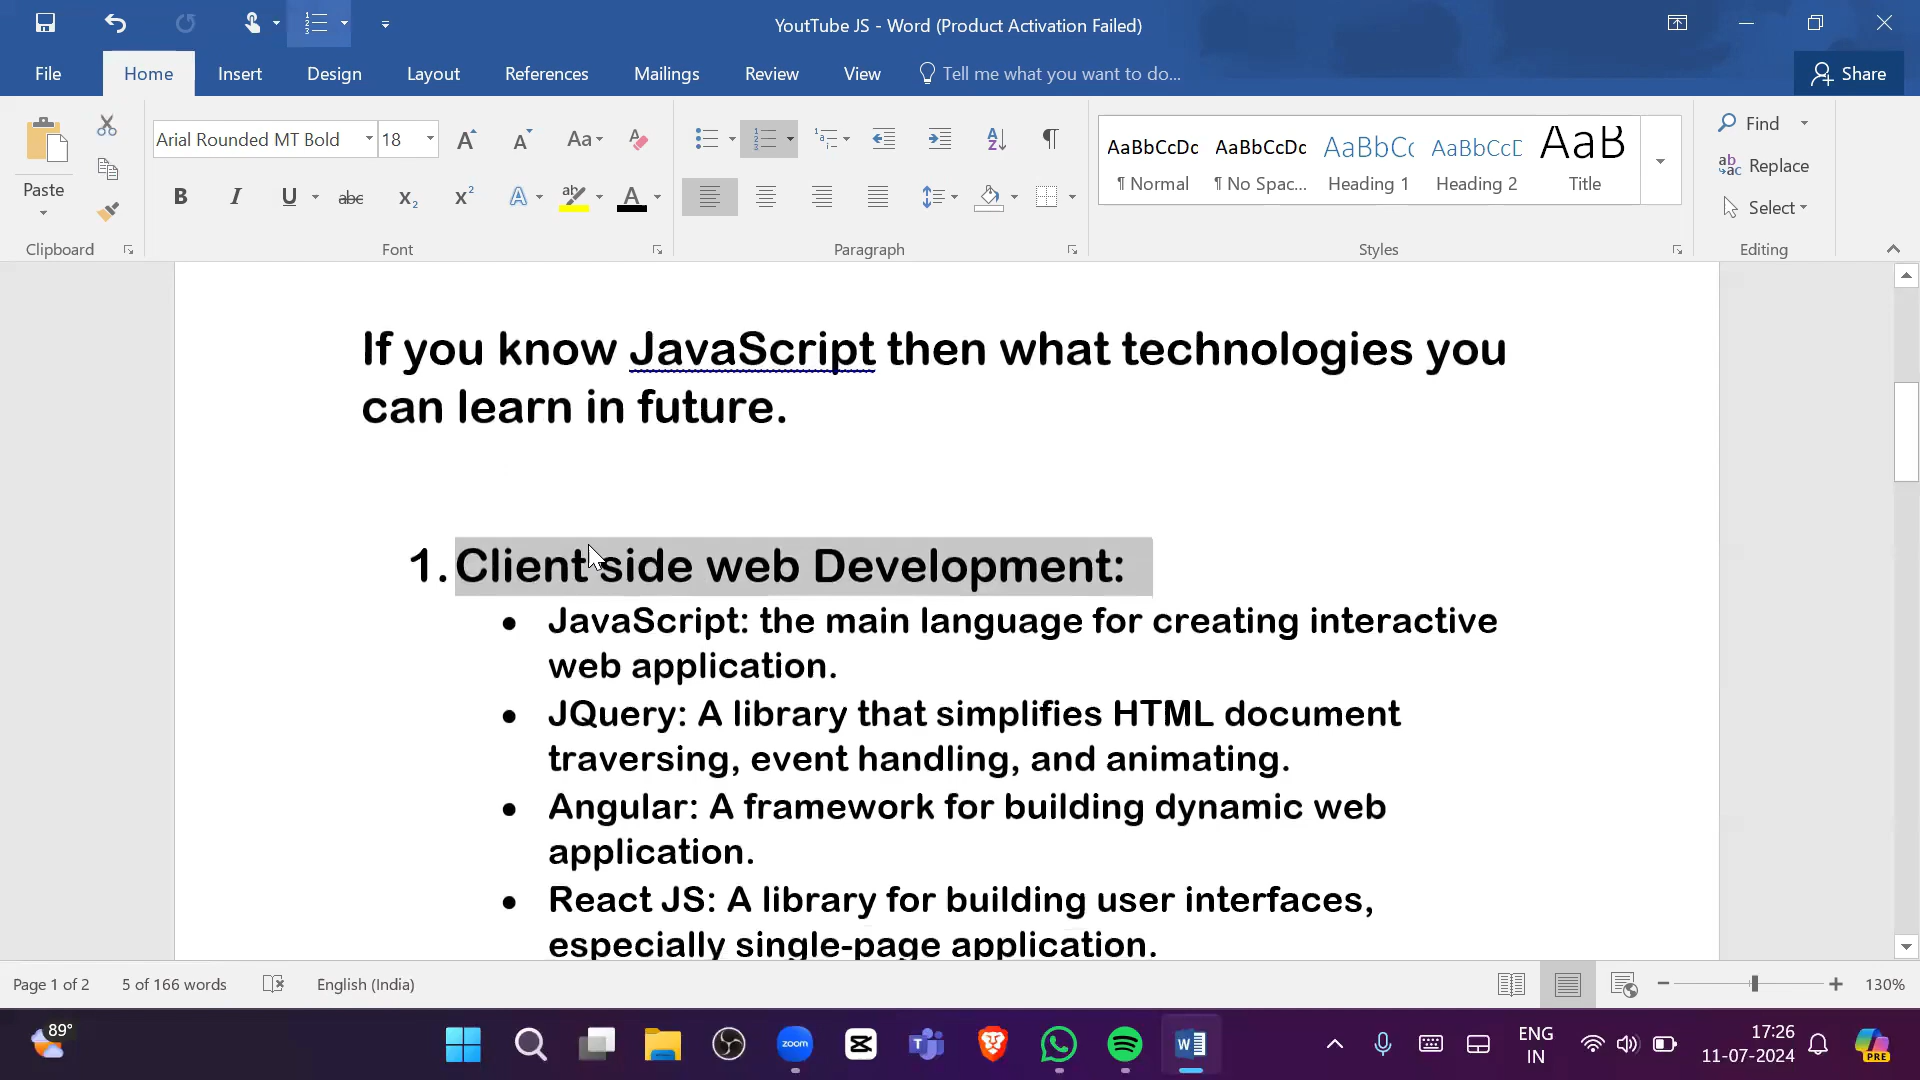 YoutTube JS - Word (Product Activation Failed)
File Home Insert Design Layout References Mailings Review View Tell me what you want to do... Share
Arial Rounded MT Bold 18
Paste
Clipboard Font Paragraph Styles Editing
AaBbCcDc AaBbCcDc AaBbCc AaBbCcD AaB
¶ Normal ¶ No Spac... Heading 1 Heading 2 Title
Find
Replace
Select
If you know JavaScript then what technologies you
can learn in future.
1. Client side web Development:
• JavaScript: the main language for creating interactive
web application.
• JQuery: A library that simplifies HTML document
traversing, event handling, and animating.
• Angular: A framework for building dynamic web
application.
• React JS: A library for building user interfaces,
especially single-page application.
Page 1 of 2 5 of 166 words English (India) 130%
89°
zoom
ENG
IN
17:26
11-07-2024
PRE